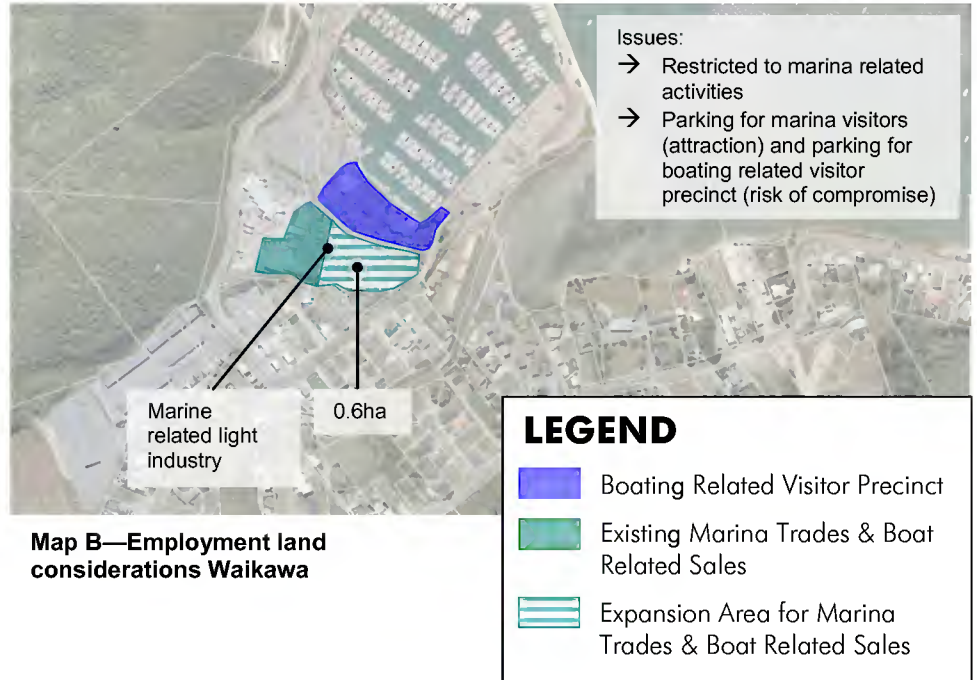 Issues:
→ Restricted to marina related
activities
→ Parking for marina visitors
(attraction) and parking for
boating related visitor
precinct (risk of compromise)
Marine
related light
industry
0.6ha
LEGEND
Boating Related Visitor Precinct
Existing Marina Trades & Boat
Related Sales
Expansion Area for Marina
Trades & Boat Related Sales
Map B—Employment land
considerations Waikawa